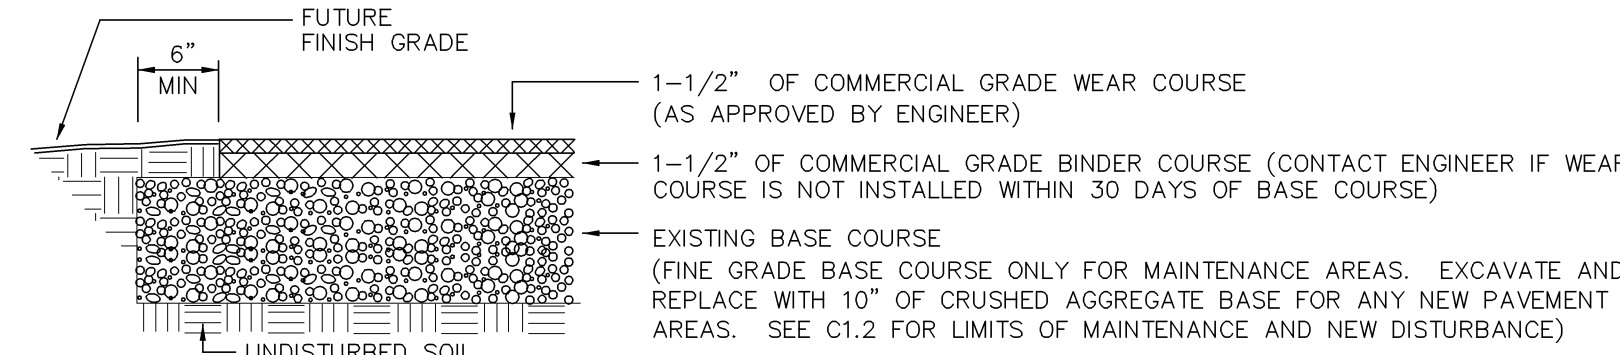 FUTURE
FINISH GRADE
6"
MIN
1-1/2"  OF COMMERCIAL GRADE WEAR COURSE
(AS APPROVED BY ENGINEER)
1-1/2" OF COMMERCIAL GRADE BINDER COURSE (CONTACT ENGINEER IF WEAR
COURSE IS NOT INSTALLED WITHIN 30 DAYS OF BASE COURSE)
EXISTING BASE COURSE
(FINE GRADE BASE COURSE ONLY FOR MAINTENANCE AREAS.  EXCAVATE AND
REPLACE WITH 10" OF CRUSHED AGGREGATE BASE FOR ANY NEW PAVEMENT
AREAS.  SEE C1.2 FOR LIMITS OF MAINTENANCE AND NEW DISTURBANCE)
UNDISTURBED SOIL